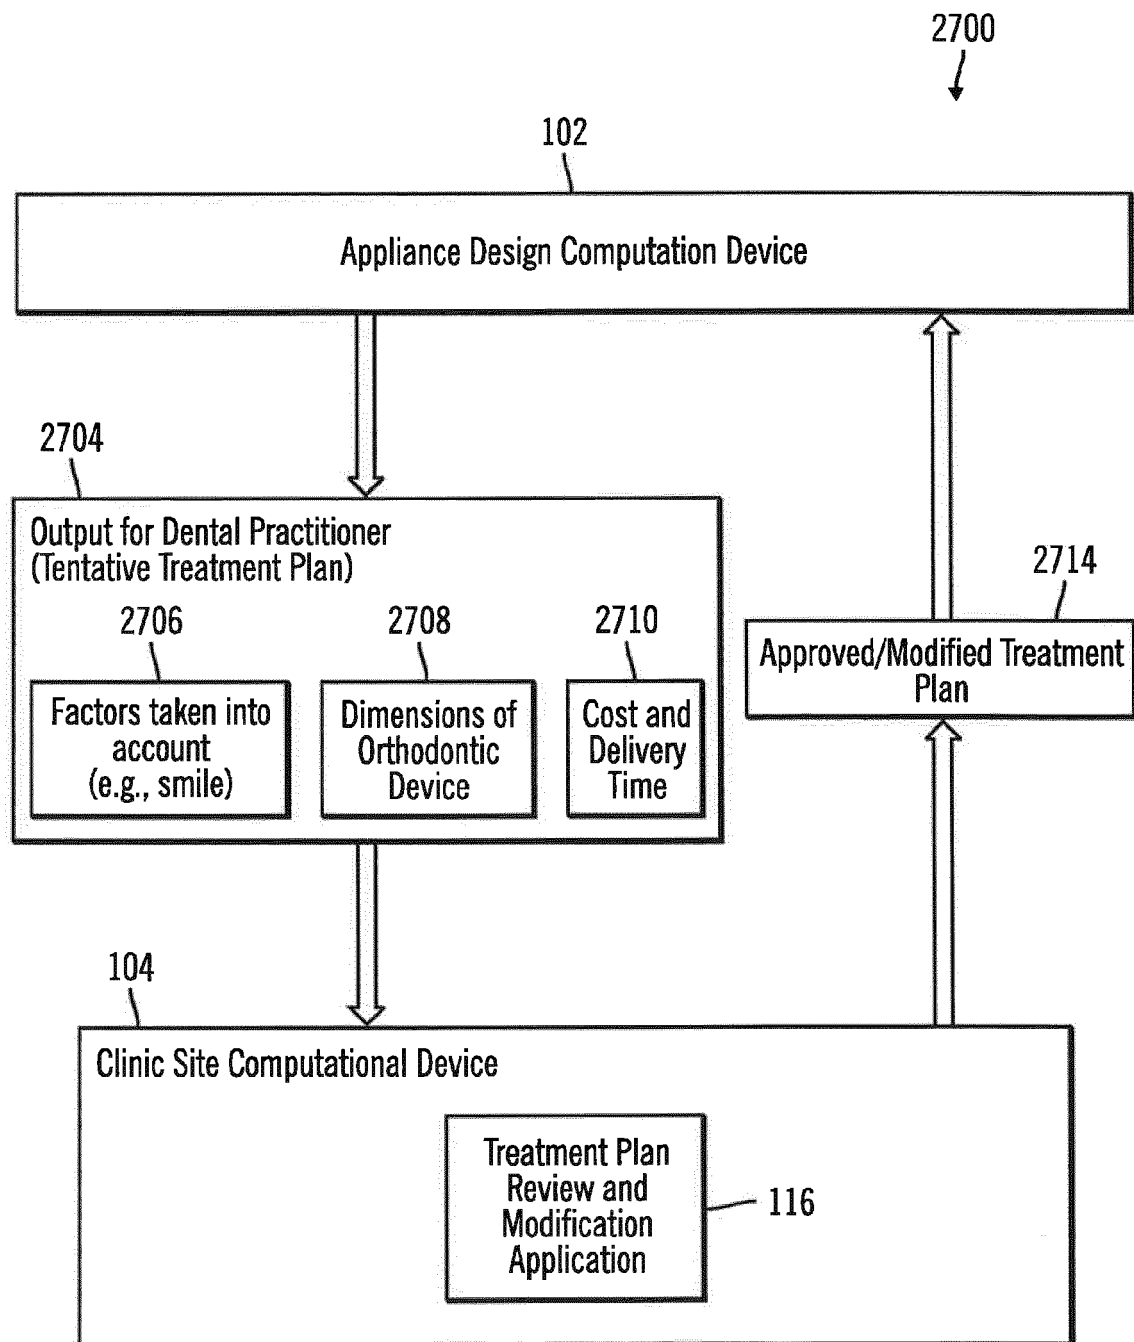 2700
102
Appliance Design Computation Device
2704
Output for Dental Practitioner
(Tentative Treatment Plan)
2706
2708
2710
Factors taken into
account
(e.g., smile)
Dimensions of
Orthodontic
Device
Cost and
Delivery
Time
2714
Approved/Modified Treatment
Plan
104
Clinic Site Computational Device
Treatment Plan
Review and
Modification
Application
116